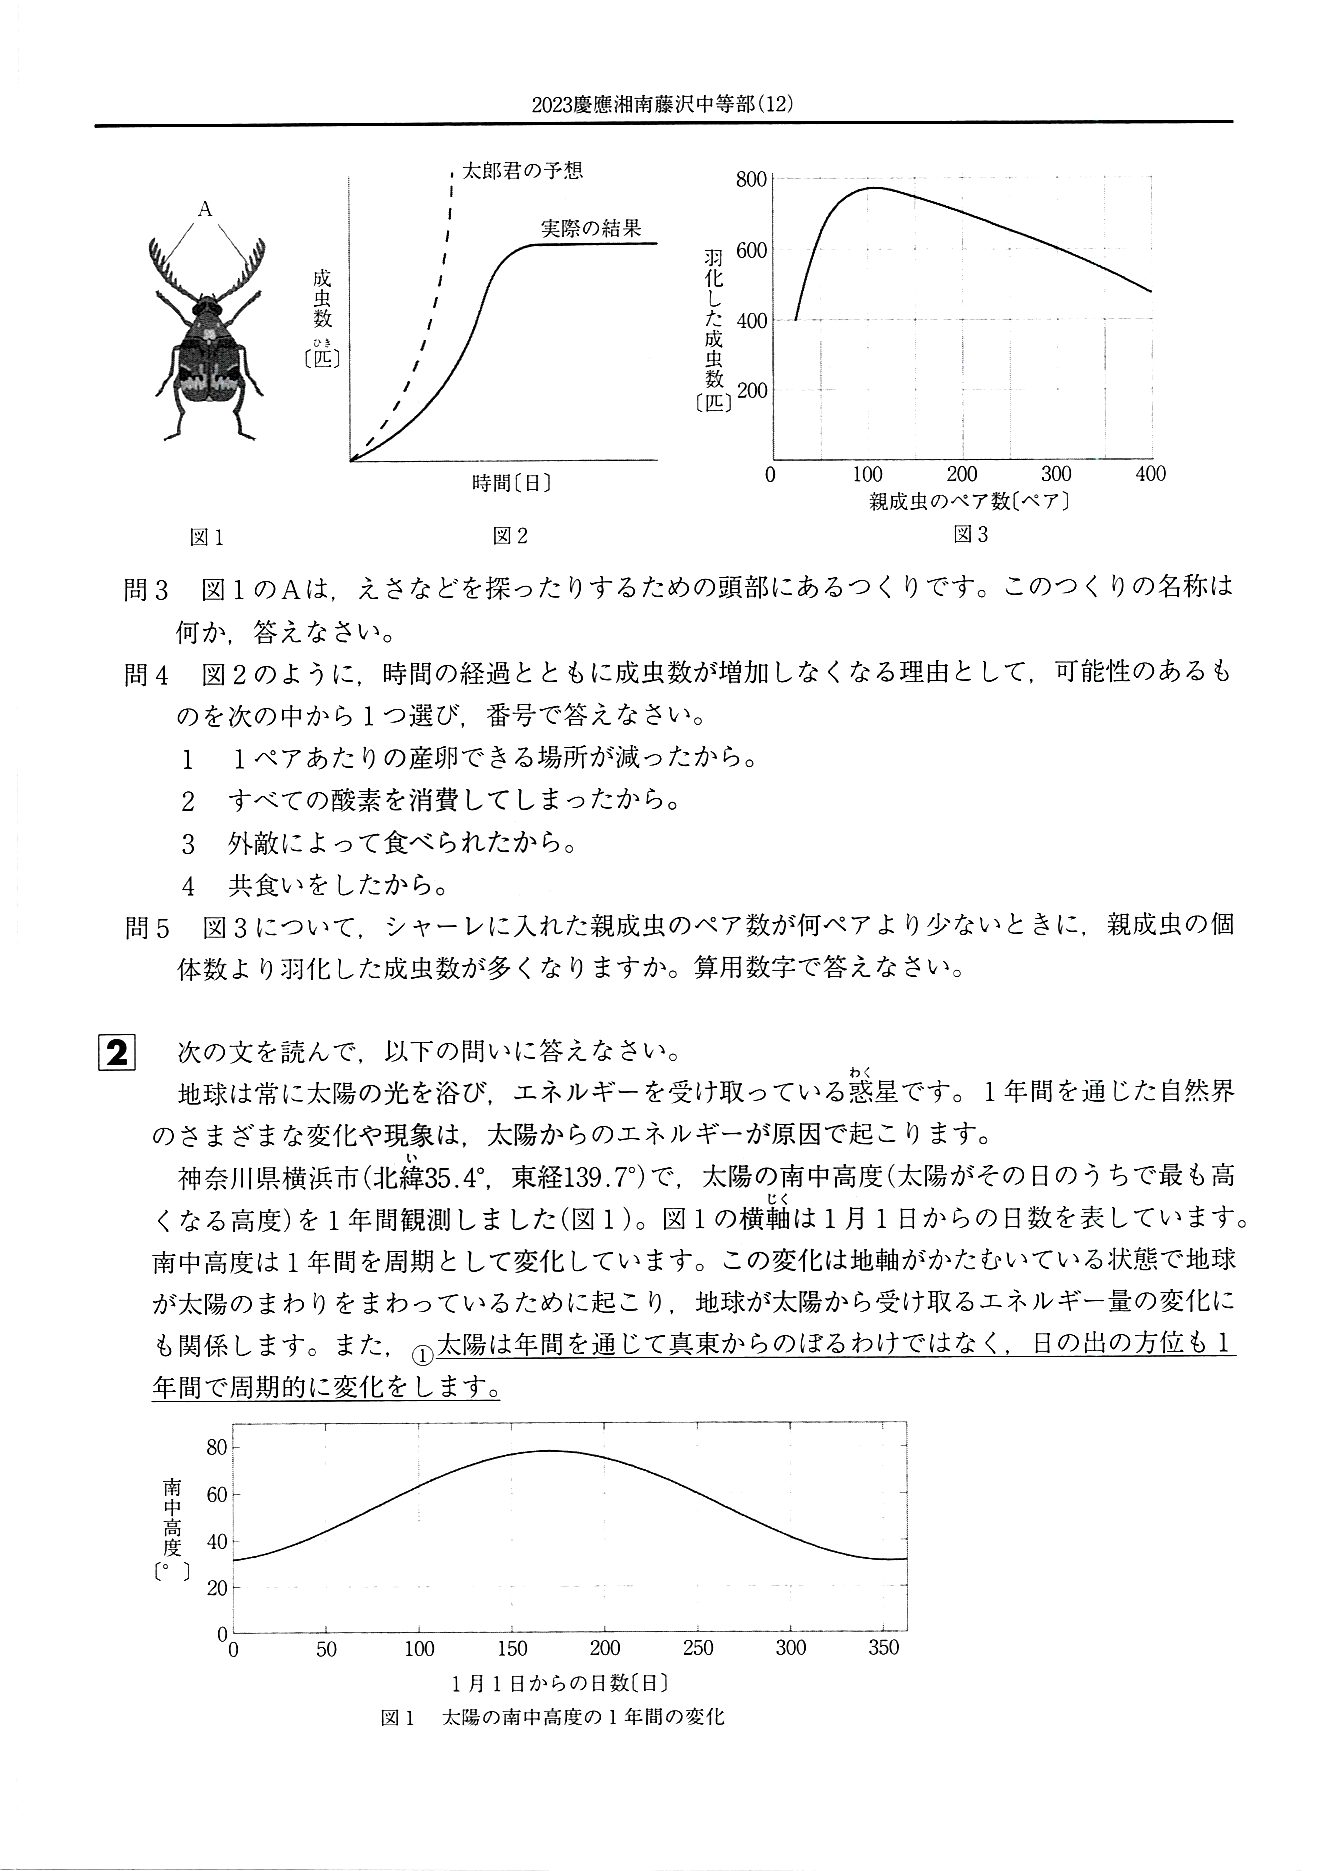 2023慶應湘南藤沢中等部(12)
A
図1
太郎君の予想
実際の結果
成虫数〔匹〕
ひき
時間〔日〕
図2
羽化した成虫数〔匹〕
800
600
400
200
0 100 200 300 400
親成虫のペア数〔ペア〕
図3
問3 図1のAは，えさなどを探ったりするための頭部にあるつくりです。このつくりの名称は
何か，答えなさい。
問4 図2のように，時間の経過とともに成虫数が増加しなくなる理由として，可能性のあるも
のを次の中から1つ選び，番号で答えなさい。
1 1ペアあたりの産卵できる場所が減ったから。
2 すべての酸素を消費してしまったから。
3 外敵によって食べられたから。
4 共食いをしたから。
問5 図3について，シャーレに入れた親成虫のペア数が何ペアより少ないときに，親成虫の個
体数より羽化した成虫数が多くなりますか。算用数字で答えなさい。
2 次の文を読んで，以下の問いに答えなさい。
わく
地球は常に太陽の光を浴び，エネルギーを受け取っている惑星です。1年間を通じた自然界
のさまざまな変化や現象は，太陽からのエネルギーが原因で起こります。
い
神奈川県横浜市(北緯35.4°，東経139.7°)で，太陽の南中高度(太陽がその日のうちで最も高
じく
くなる高度)を1年間観測しました(図1)。図1の横軸は1月1日からの日数を表しています。
南中高度は1年間を周期として変化しています。この変化は地軸がかたむいている状態で地球
が太陽のまわりをまわっているために起こり，地球が太陽から受け取るエネルギー量の変化に
も関係します。また，①太陽は年間を通じて真東からのぼるわけではなく，日の出の方位も1
年間で周期的に変化をします。
南中高度〔°〕
80
60
40
20
0
0 50 100 150 200 250 300 350
1月1日からの日数〔日〕
図1 太陽の南中高度の1年間の変化